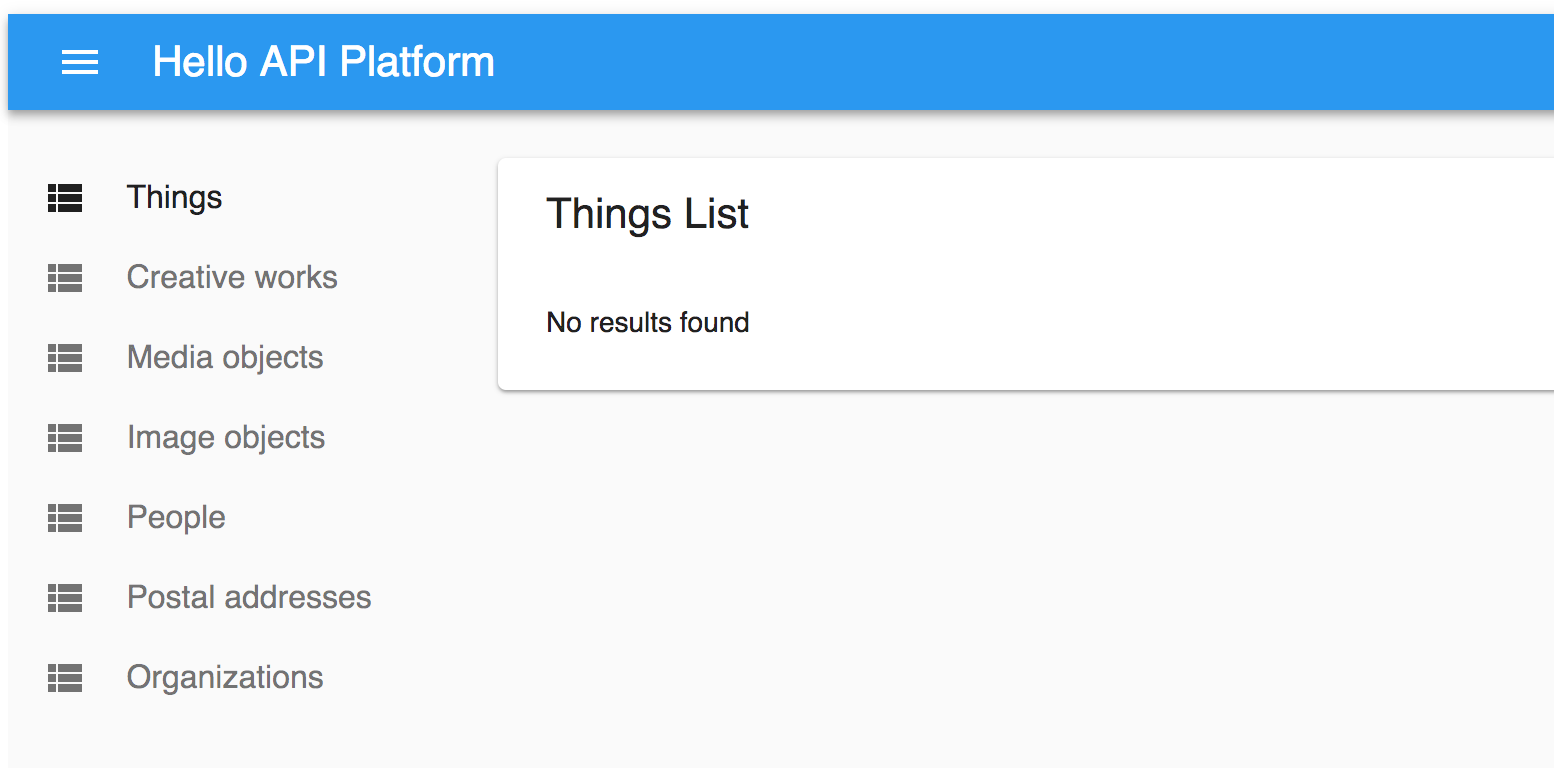 Hello API Platform
Things
Creative works
Media objects
Image objects
People
Postal addresses
Organizations
Things List
No results found